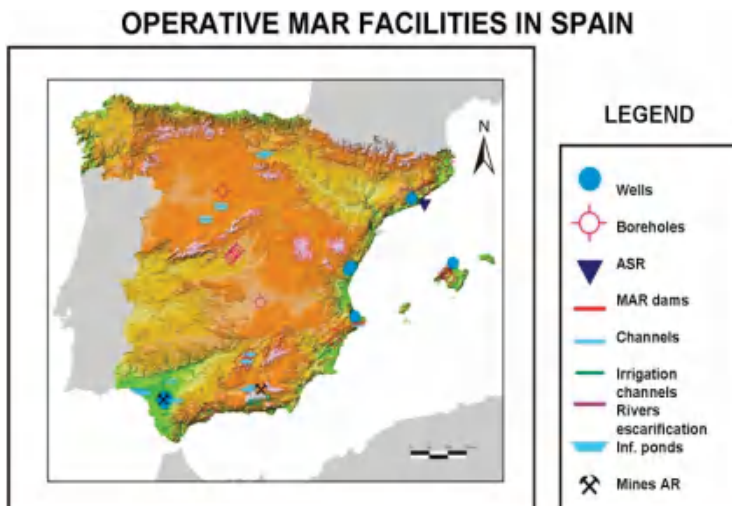 OPERATIVE MAR FACILITIES IN SPAIN
N
LEGEND
Wells
Boreholes
ASR
MAR dams
Channels
Irrigation
channels
Rivers
escarification
Inf. ponds
Mines AR